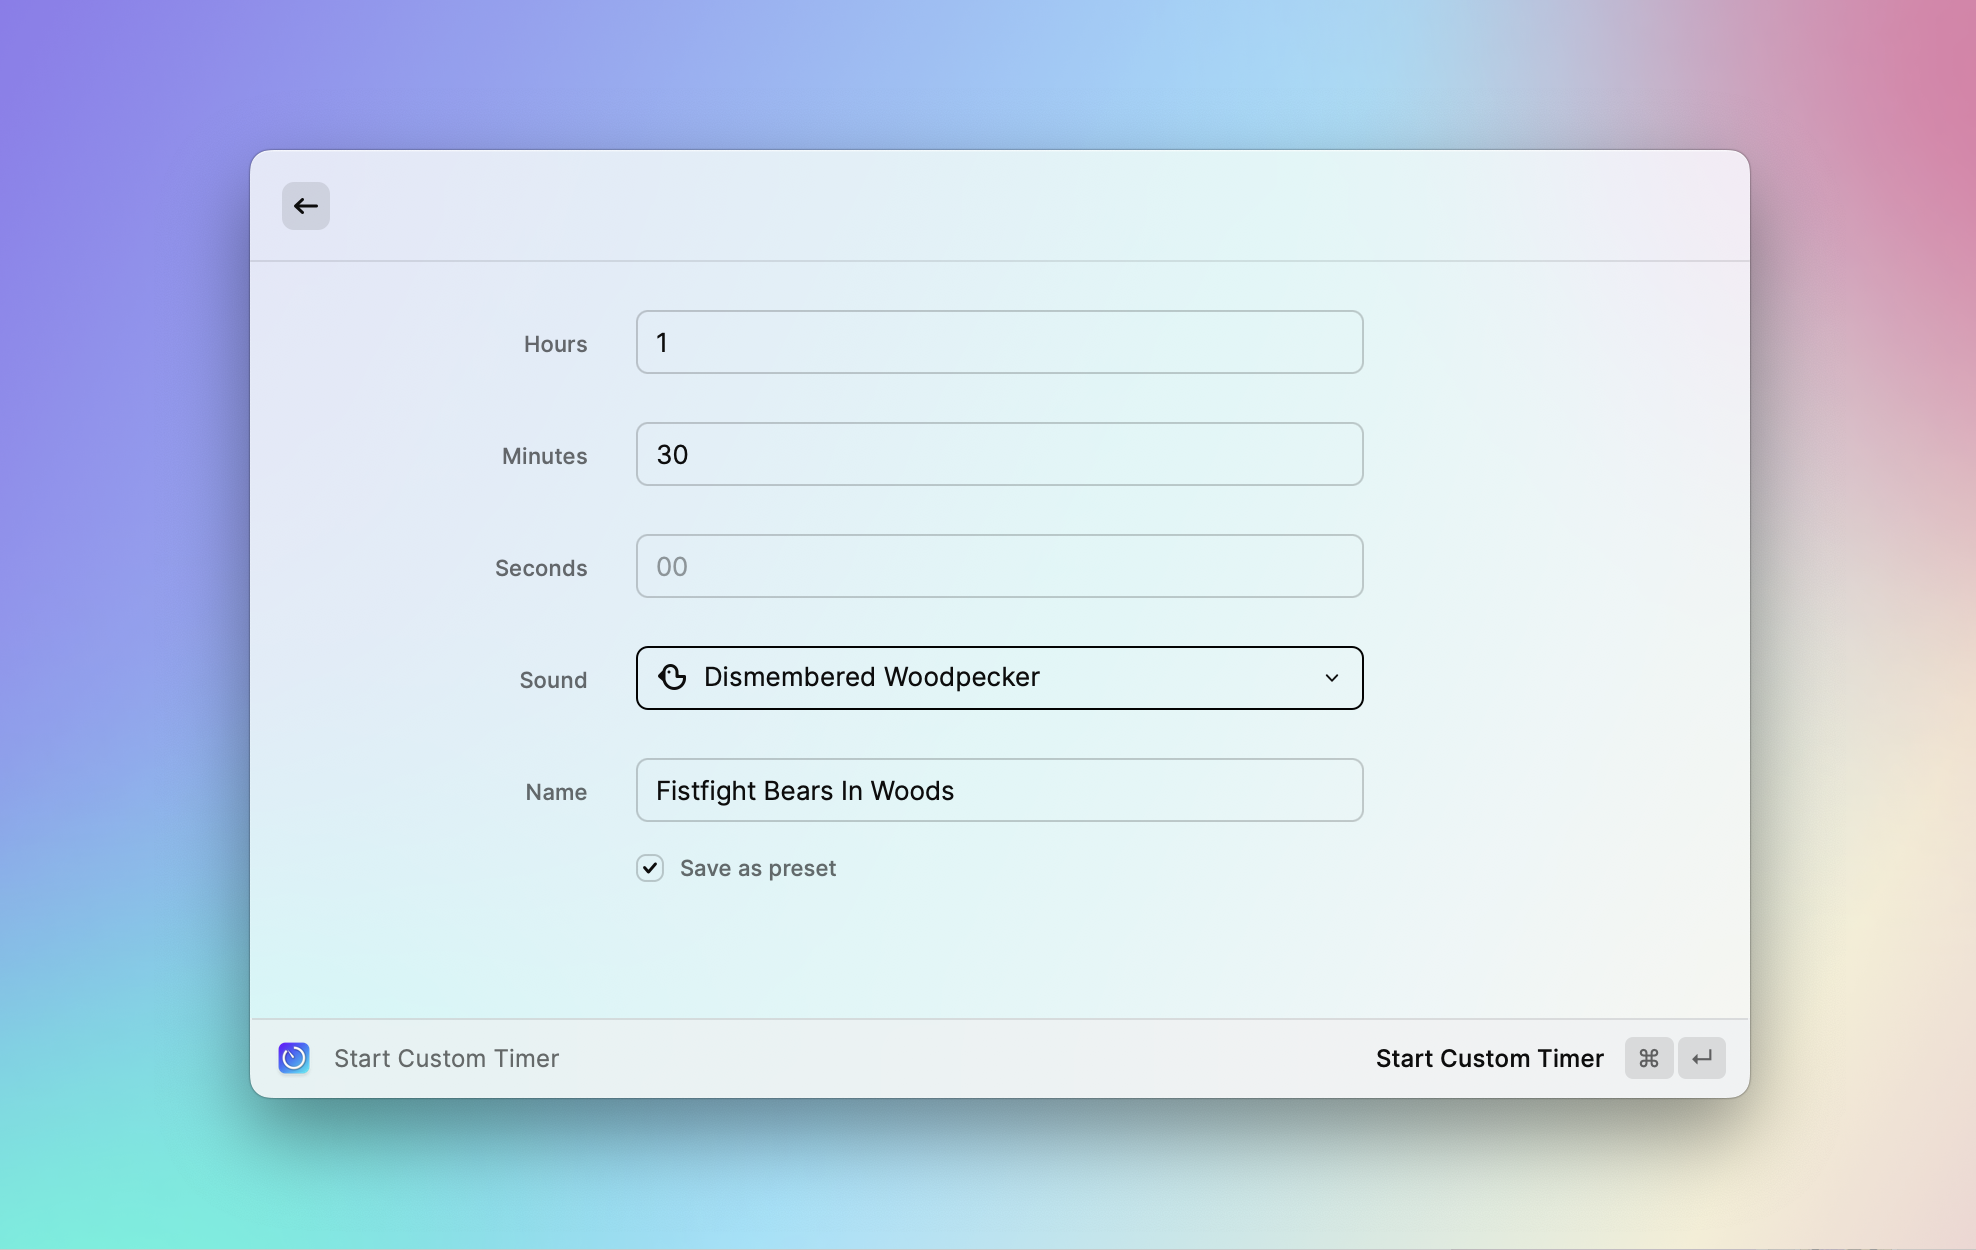 Hours
1
Minutes
30
Seconds
00
Sound
Dismembered Woodpecker
Name
Fistfight Bears In Woods
Save as preset
Start Custom Timer
Start Custom Timer ⌘ ↵